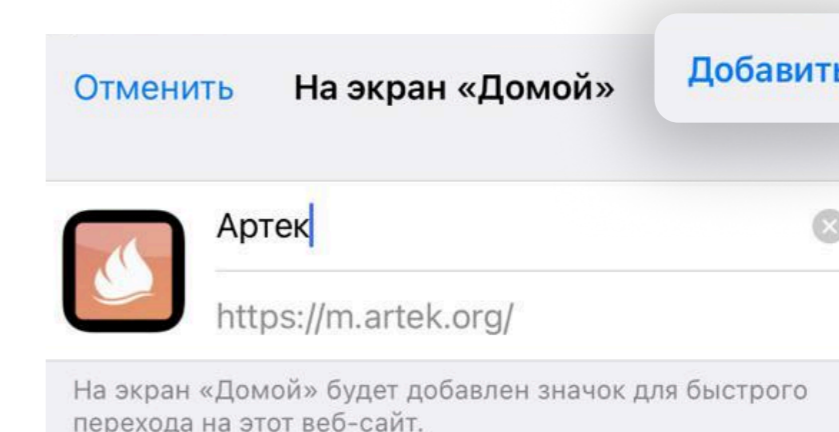 Отменить На экран «Домой» Добавить
Артек
https://m.artek.org/
На экран «Домой» будет добавлен значок для быстрого
перехода на этот веб-сайт.